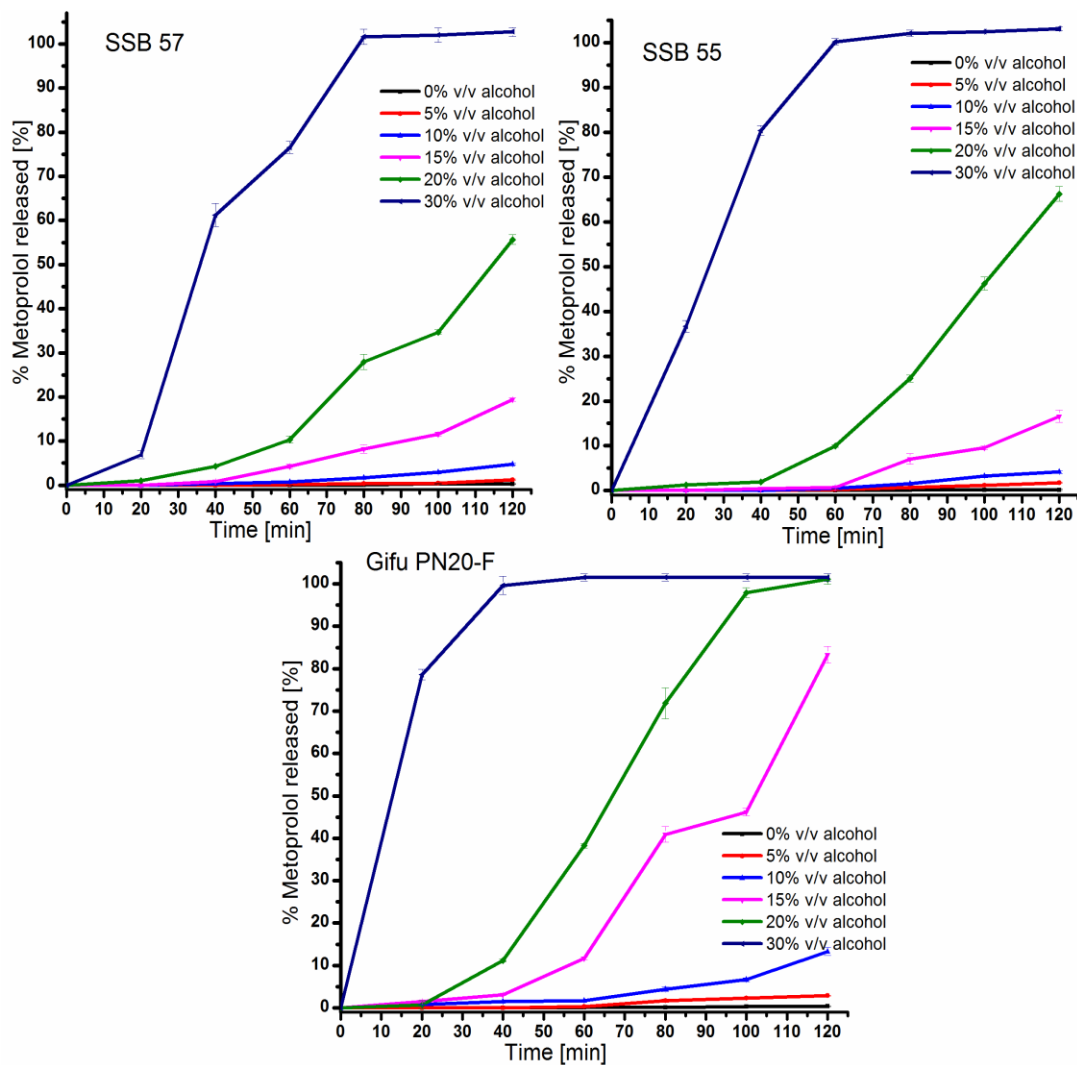 SSB 57
% Metoprolol released [%]
100
90
80
70
60
50
40
30
20
10
0
0% v/v alcohol
5% v/v alcohol
10% v/v alcohol
15% v/v alcohol
20% v/v alcohol
30% v/v alcohol
0 10 20 30 40 50 60 70 80 90 100 110 120
Time [min]
SSB 55
% Metoprolol released [%]
100
90
80
70
60
50
40
30
20
10
0
0% v/v alcohol
5% v/v alcohol
10% v/v alcohol
15% v/v alcohol
20% v/v alcohol
30% v/v alcohol
0 10 20 30 40 50 60 70 80 90 100 110 120
Time [min]
Gifu PN20-F
% Metoprolol released [%]
100
90
80
70
60
50
40
30
20
10
0
0% v/v alcohol
5% v/v alcohol
10% v/v alcohol
15% v/v alcohol
20% v/v alcohol
30% v/v alcohol
0 10 20 30 40 50 60 70 80 90 100 110 120
Time [min]